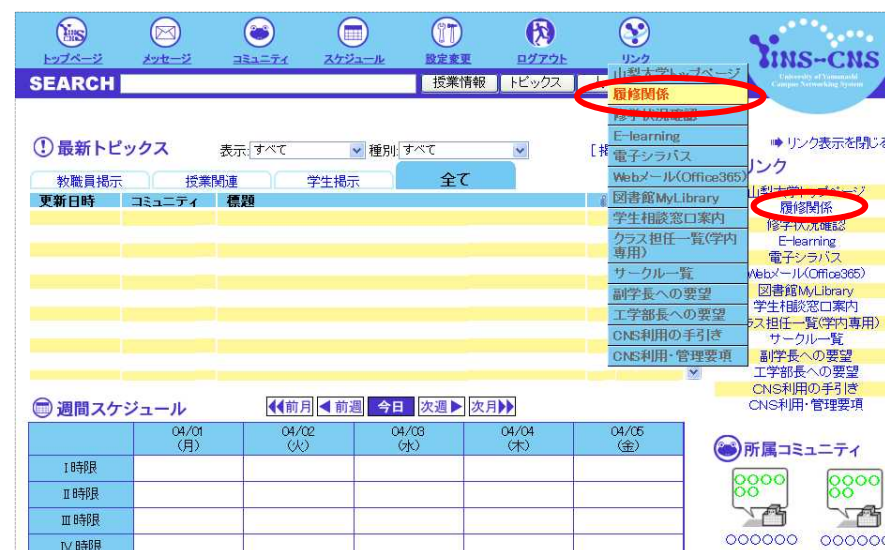 YINS CNS
トップページ メッセージ コミュニティ スケジュール 設定変更 ログアウト リンク
YINS-CNS
University of Yamanashi
Campus Networking System
SEARCH 授業情報 トピックス
山梨大学トップページ
履修関係
修学状況確認
E-learning
電子シラバス
Webメール(Office365)
図書館MyLibrary
学生相談窓口案内
クラス担任一覧(学内
専用)
サークル一覧
副学長への要望
工学部長への要望
CNS利用の手引き
CNS利用・管理要項
最新トピックス 表示: すべて 種別: すべて
教職員掲示 授業関連 学生掲示 全て
更新日時 コミュニティ 標題
リンク表示を閉じる
リンク
山梨大学トップページ
履修関係
修学状況確認
E-learning
電子シラバス
Webメール(Office365)
図書館MyLibrary
学生相談窓口案内
ラス担任一覧(学内専用)
サークル一覧
副学長への要望
工学部長への要望
CNS利用の手引き
CNS利用・管理要項
週間スケジュール 前月 前週 今日 次週 次月
04/01 04/02 04/03 04/04 04/05
(月) (火) (水) (木) (金)
I時限
II時限
III時限
IV時限
所属コミュニティ
○○○○ ○○○○
○○ ○○
○○○○○○ ○○○○○○